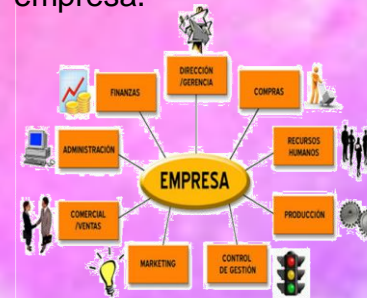 empresa.
DIRECCIÓN
/GERENCIA
FINANZAS
COMPRAS
ADMINISTRACIÓN
RECURSOS
HUMANOS
EMPRESA
COMERCIAL
/VENTAS
PRODUCCIÓN
MARKETING
CONTROL
DE GESTIÓN